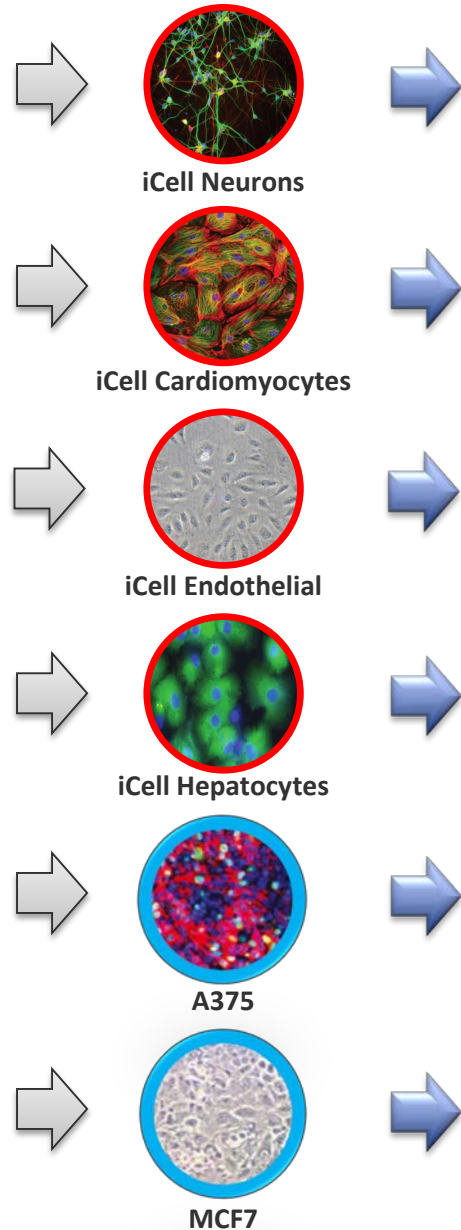 iCell Neurons
iCell Cardiomyocytes
iCell Endothelial
iCell Hepatocytes
A375
MCF7